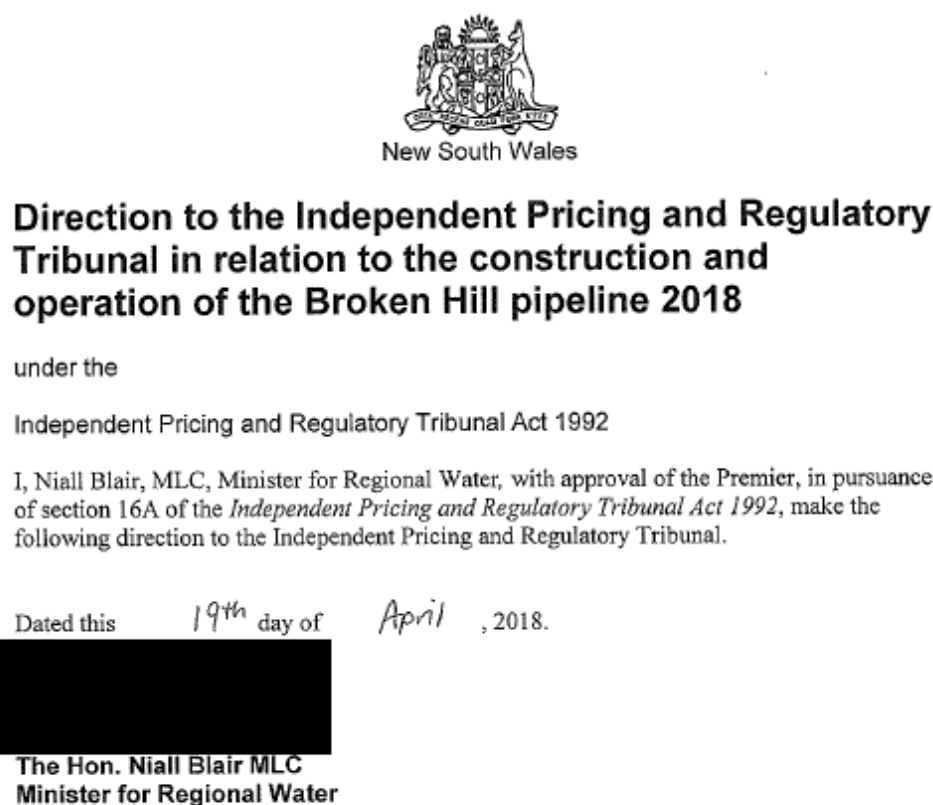 New South Wales
Direction to the Independent Pricing and Regulatory
Tribunal in relation to the construction and
operation of the Broken Hill pipeline 2018
under the
Independent Pricing and Regulatory Tribunal Act 1992
I, Niall Blair, MLC, Minister for Regional Water, with approval of the Premier, in pursuance
of section 16A of the Independent Pricing and Regulatory Tribunal Act 1992, make the
following direction to the Independent Pricing and Regulatory Tribunal.
Dated this 19th day of April , 2018.
The Hon. Niall Blair MLC
Minister for Regional Water